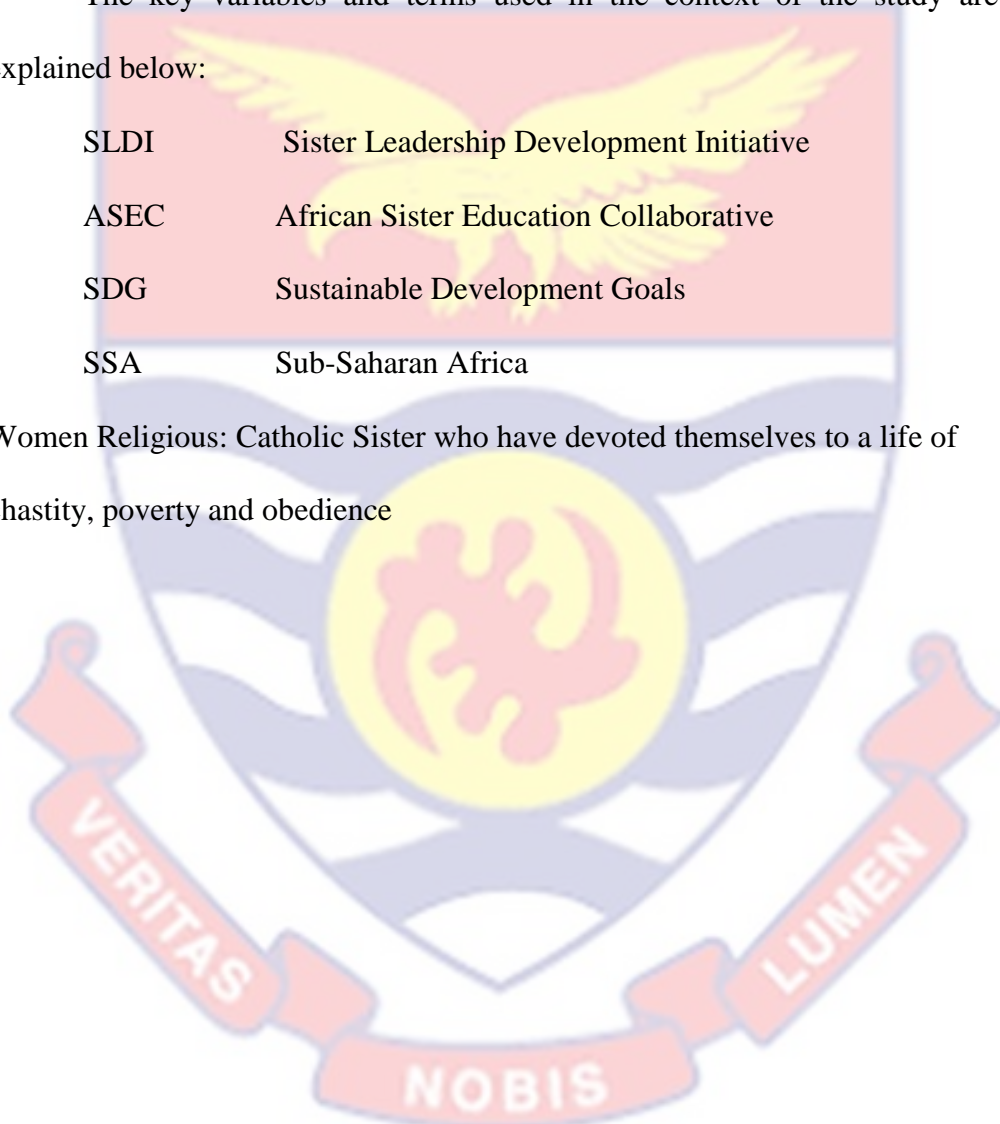 The key variables and terms used in the context of the study are
explained below:
SLDI Sister Leadership Development Initiative
ASEC African Sister Education Collaborative
SDG Sustainable Development Goals
SSA Sub-Saharan Africa
Women Religious: Catholic Sister who have devoted themselves to a life of
chastity, poverty and obedience
VERITAS
NOBIS
LUMEN